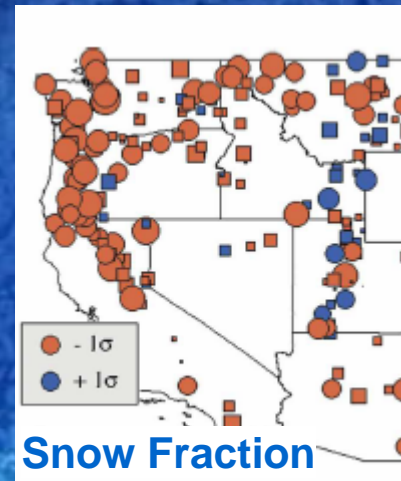 - 1σ
+ 1σ
Snow Fraction